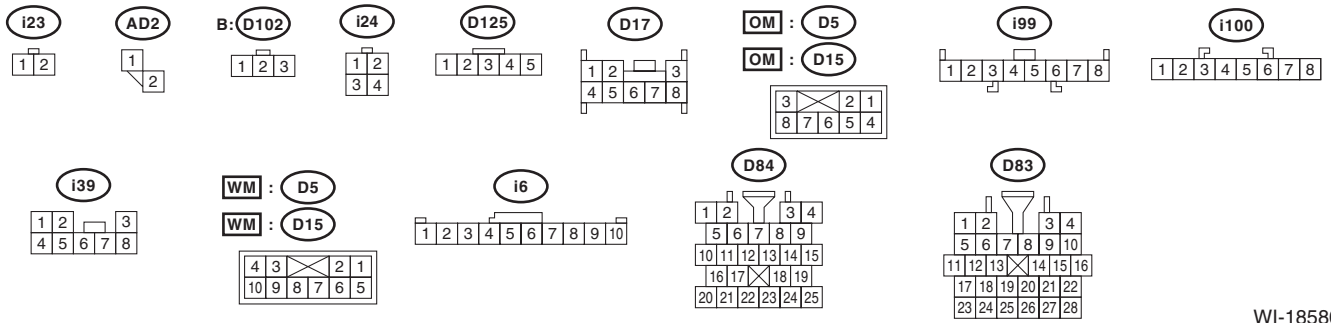 i23
1 2
AD2
1
2
B: D102
1 2 3
i24
1 2
3 4
D125
1 2 3 4 5
D17
1 2 3
4 5 6 7 8
OM : D5
OM : D15
3 2 1
8 7 6 5 4
i99
1 2 3 4 5 6 7 8
i100
1 2 3 4 5 6 7 8
i39
1 2 3
4 5 6 7 8
WM : D5
WM : D15
4 3 2 1
10 9 8 7 6 5
i6
1 2 3 4 5 6 7 8 9 10
D84
1 2 3 4
5 6 7 8 9
10 11 12 13 14 15
16 17 18 19
20 21 22 23 24 25
D83
1 2 3 4
5 6 7 8 9 10
11 12 13 14 15 16
17 18 19 20 21 22
23 24 25 26 27 28